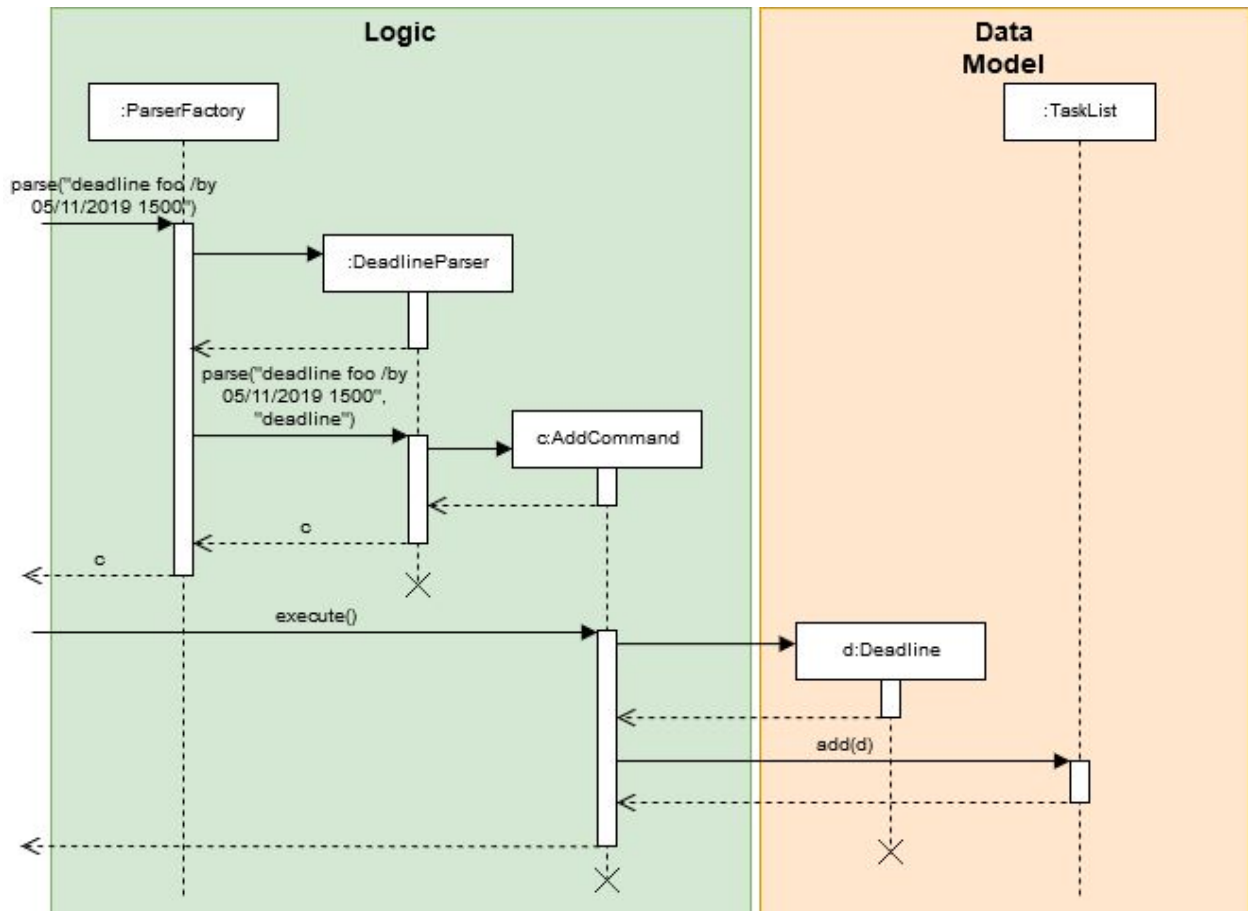 Logic
Data
Model
:ParserFactory
:TaskList
parse("deadline foo /by
05/11/2019 1500")
:DeadlineParser
parse("deadline foo /by
05/11/2019 1500",
"deadline")
c:AddCommand
c
c
execute()
d:Deadline
add(d)